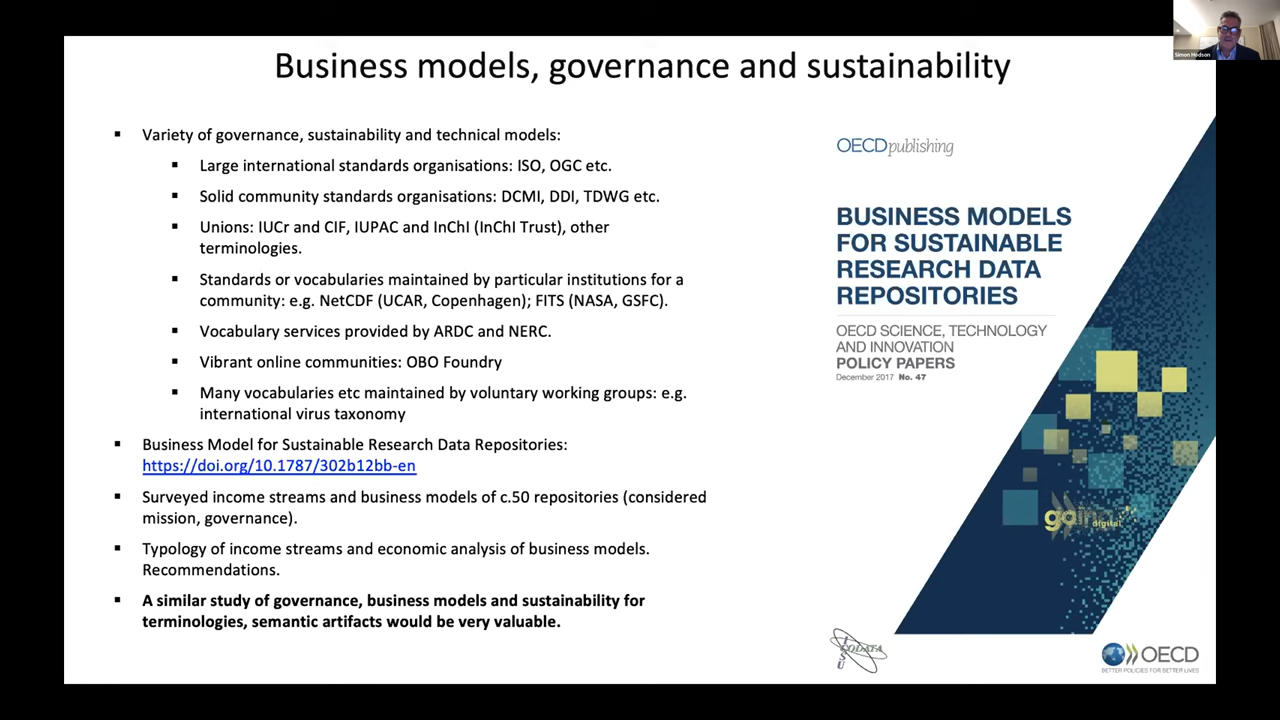 Business models, governance and sustainability
Simon Hodson
▪ Variety of governance, sustainability and technical models:
▪ Large international standards organisations: ISO, OGC etc.
▪ Solid community standards organisations: DCMI, DDI, TDWG etc.
▪ Unions: IUCr and CIF, IUPAC and InChI (InChI Trust), other
terminologies.
▪ Standards or vocabularies maintained by particular institutions for a
community: e.g. NetCDF (UCAR, Copenhagen); FITS (NASA, GSFC).
▪ Vocabulary services provided by ARDC and NERC.
▪ Vibrant online communities: OBO Foundry
▪ Many vocabularies etc maintained by voluntary working groups: e.g.
international virus taxonomy
▪ Business Model for Sustainable Research Data Repositories:
https://doi.org/10.1787/302b12bb-en
▪ Surveyed income streams and business models of c.50 repositories (considered
mission, governance).
▪ Typology of income streams and economic analysis of business models.
Recommendations.
▪ A similar study of governance, business models and sustainability for
terminologies, semantic artifacts would be very valuable.
OECDpublishing
BUSINESS MODELS
FOR SUSTAINABLE
RESEARCH DATA
REPOSITORIES
OECD SCIENCE, TECHNOLOGY
AND INNOVATION
POLICY PAPERS
December 2017 No. 47
going
digital
CODATA
OECD
BETTER POLICIES FOR BETTER LIVES